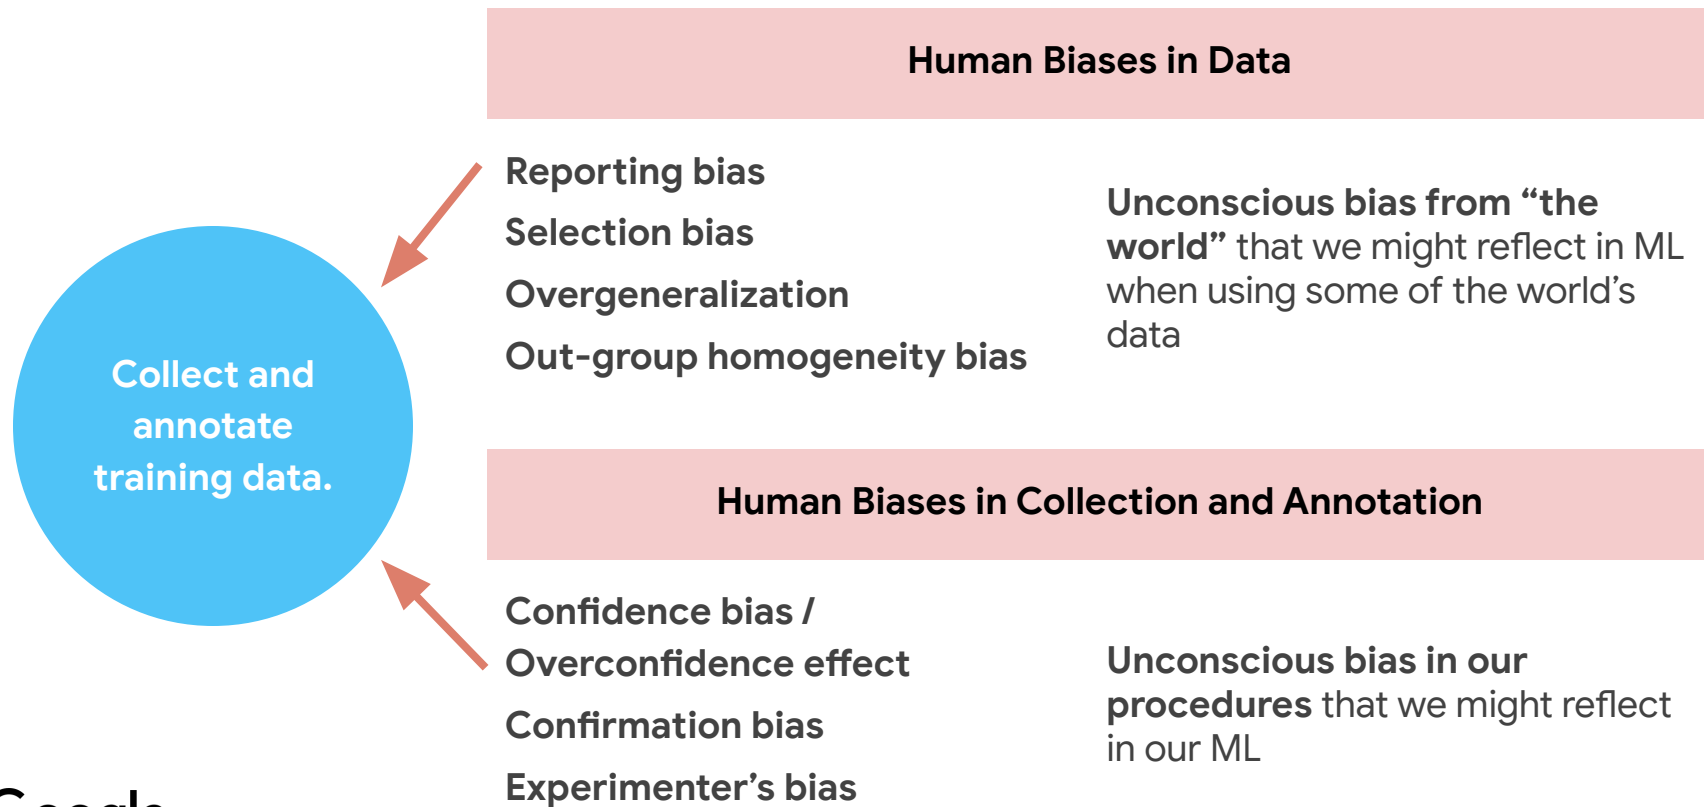 Human Biases in Data
Reporting bias
Selection bias
Overgeneralization
Out-group homogeneity bias
Unconscious bias from “the
world” that we might reflect in ML
when using some of the world’s
data
Collect and
annotate
training data.
Human Biases in Collection and Annotation
Confidence bias /
Overconfidence effect
Confirmation bias
Experimenter’s bias
Unconscious bias in our
procedures that we might reflect
in our ML
Google